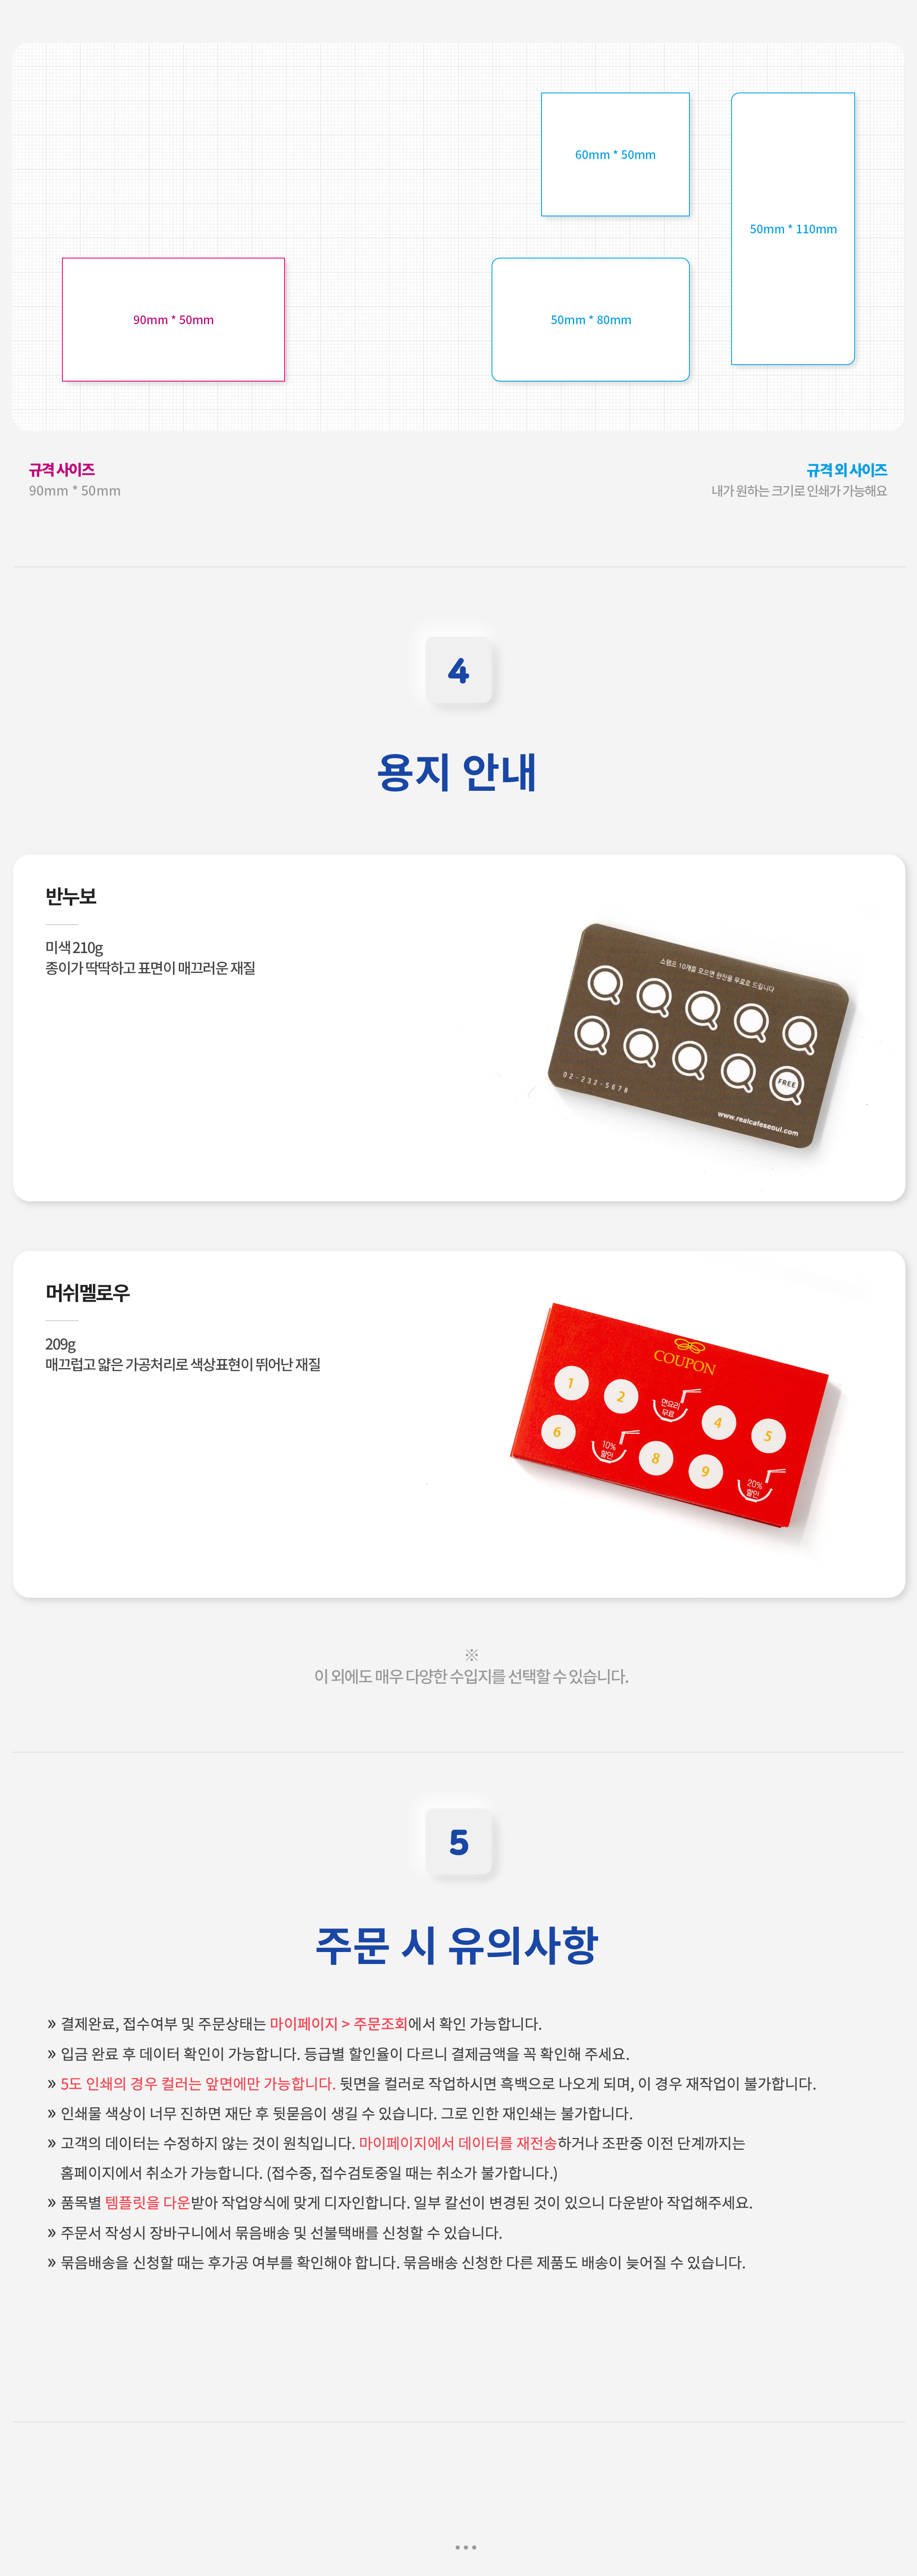 60mm * 50mm
50mm * 110mm
90mm * 50mm
50mm * 80mm
규격 사이즈
90mm * 50mm
규격 외 사이즈
내가 원하는 크기로 인쇄가 가능해요
4
용지 안내
반누보
미색 210g
종이가 딱딱하고 표면이 매끄러운 재질
스탬프 10개를 모으면 한잔을 무료로 드립니다
FREE
02-232-5678
www.realcafeseoul.com
머쉬멜로우
209g
매끄럽고 얇은 가공처리로 색상표현이 뛰어난 재질
COUPON
1
2
면요리
무료
4
5
6
10%
할인
8
9
20%
할인
※
이 외에도 매우 다양한 수입지를 선택할 수 있습니다.
5
주문 시 유의사항
» 결제완료, 접수여부 및 주문상태는 마이페이지 > 주문조회에서 확인 가능합니다.
» 입금 완료 후 데이터 확인이 가능합니다. 등급별 할인율이 다르니 결제금액을 꼭 확인해 주세요.
» 5도 인쇄의 경우 컬러는 앞면에만 가능합니다. 뒷면을 컬러로 작업하시면 흑백으로 나오게 되며, 이 경우 재작업이 불가합니다.
» 인쇄물 색상이 너무 진하면 재단 후 뒷묻음이 생길 수 있습니다. 그로 인한 재인쇄는 불가합니다.
» 고객의 데이터는 수정하지 않는 것이 원칙입니다. 마이페이지에서 데이터를 재전송하거나 조판중 이전 단계까지는
홈페이지에서 취소가 가능합니다. (접수중, 접수검토중일 때는 취소가 불가합니다.)
» 품목별 템플릿을 다운받아 작업양식에 맞게 디자인합니다. 일부 칼선이 변경된 것이 있으니 다운받아 작업해주세요.
» 주문서 작성시 장바구니에서 묶음배송 및 선불택배를 신청할 수 있습니다.
» 묶음배송을 신청할 때는 후가공 여부를 확인해야 합니다. 묶음배송 신청한 다른 제품도 배송이 늦어질 수 있습니다.